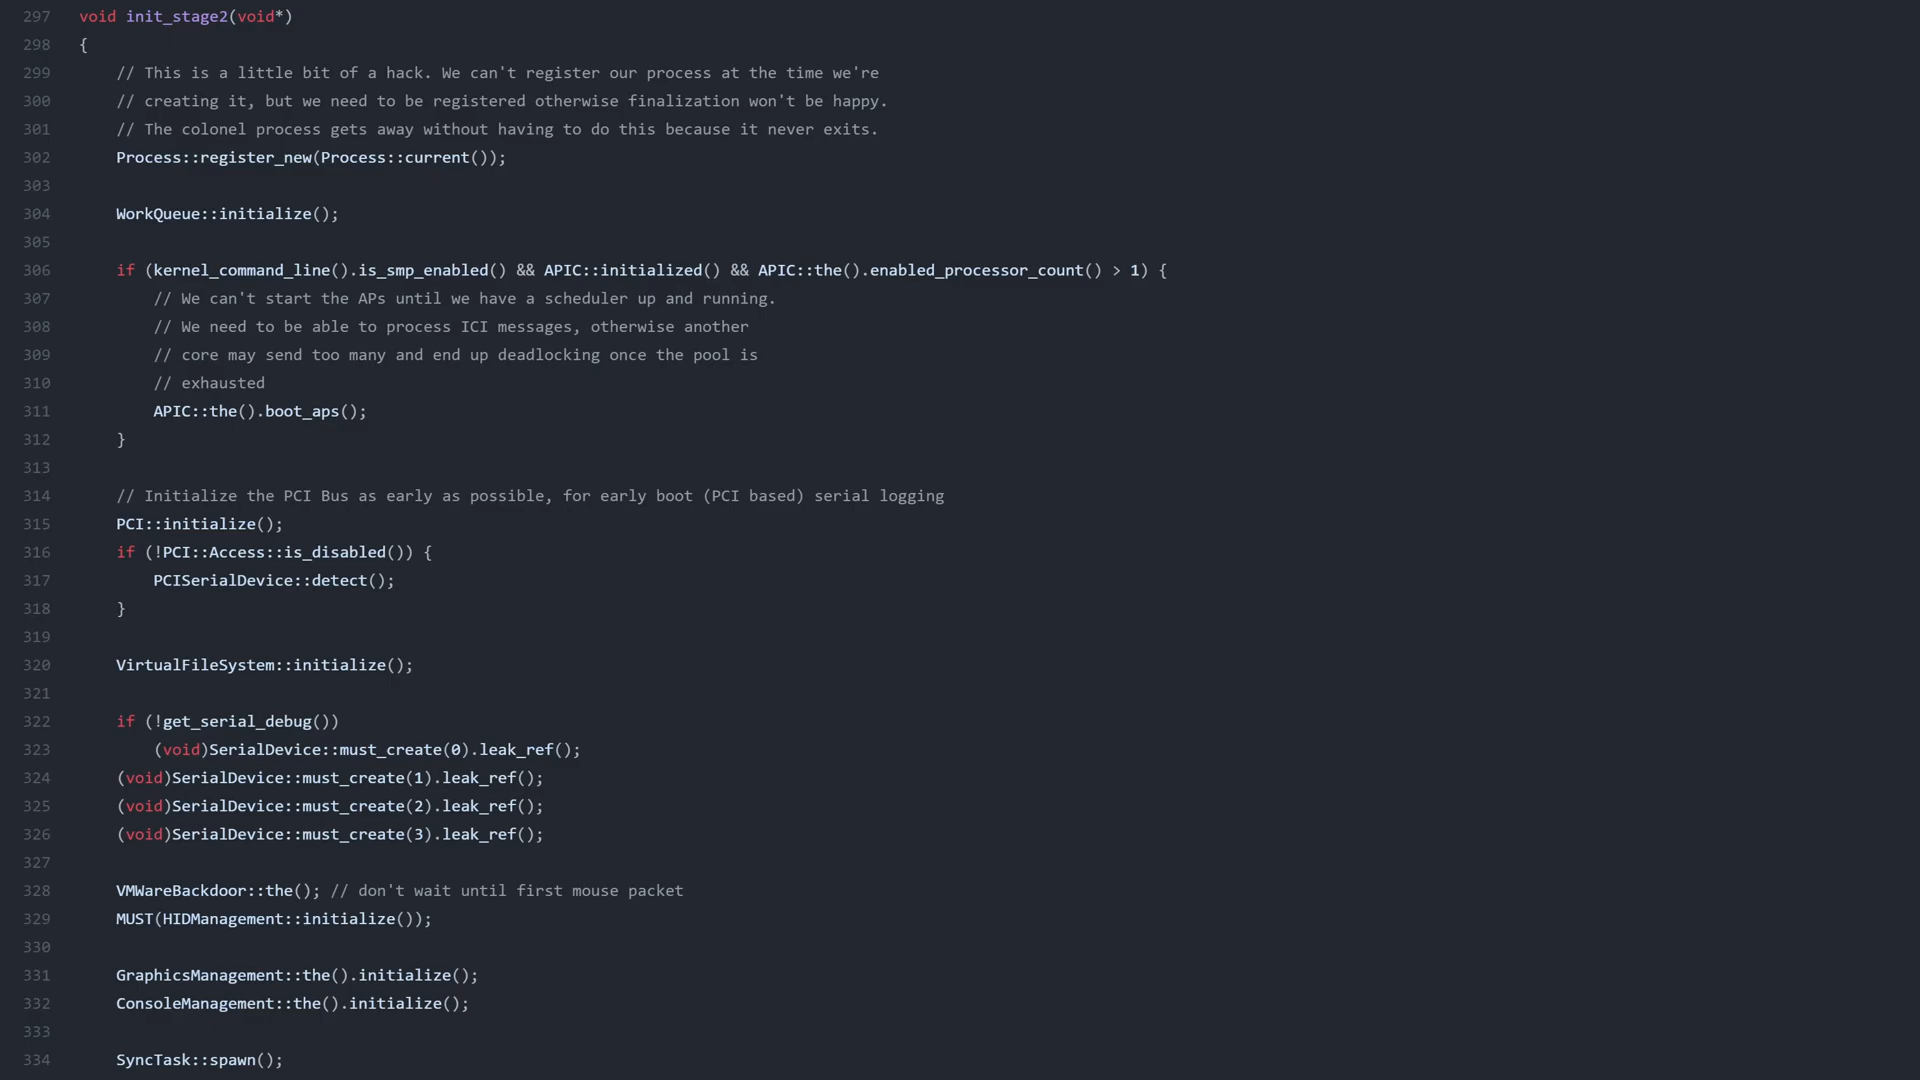 297 void init_stage2(void*)
298 {
299 // This is a little bit of a hack. We can't register our process at the time we're
300 // creating it, but we need to be registered otherwise finalization won't be happy.
301 // The colonel process gets away without having to do this because it never exits.
302 Process::register_new(Process::current());
303
304 WorkQueue::initialize();
305
306 if (kernel_command_line().is_smp_enabled() && APIC::initialized() && APIC::the().enabled_processor_count() > 1) {
307 // We can't start the APs until we have a scheduler up and running.
308 // We need to be able to process ICI messages, otherwise another
309 // core may send too many and end up deadlocking once the pool is
310 // exhausted
311 APIC::the().boot_aps();
312 }
313
314 // Initialize the PCI Bus as early as possible, for early boot (PCI based) serial logging
315 PCI::initialize();
316 if (!PCI::Access::is_disabled()) {
317 PCISerialDevice::detect();
318 }
319
320 VirtualFileSystem::initialize();
321
322 if (!get_serial_debug())
323 (void)SerialDevice::must_create(0).leak_ref();
324 (void)SerialDevice::must_create(1).leak_ref();
325 (void)SerialDevice::must_create(2).leak_ref();
326 (void)SerialDevice::must_create(3).leak_ref();
327
328 VMWareBackdoor::the(); // don't wait until first mouse packet
329 MUST(HIDManagement::initialize());
330
331 GraphicsManagement::the().initialize();
332 ConsoleManagement::the().initialize();
333
334 SyncTask::spawn();